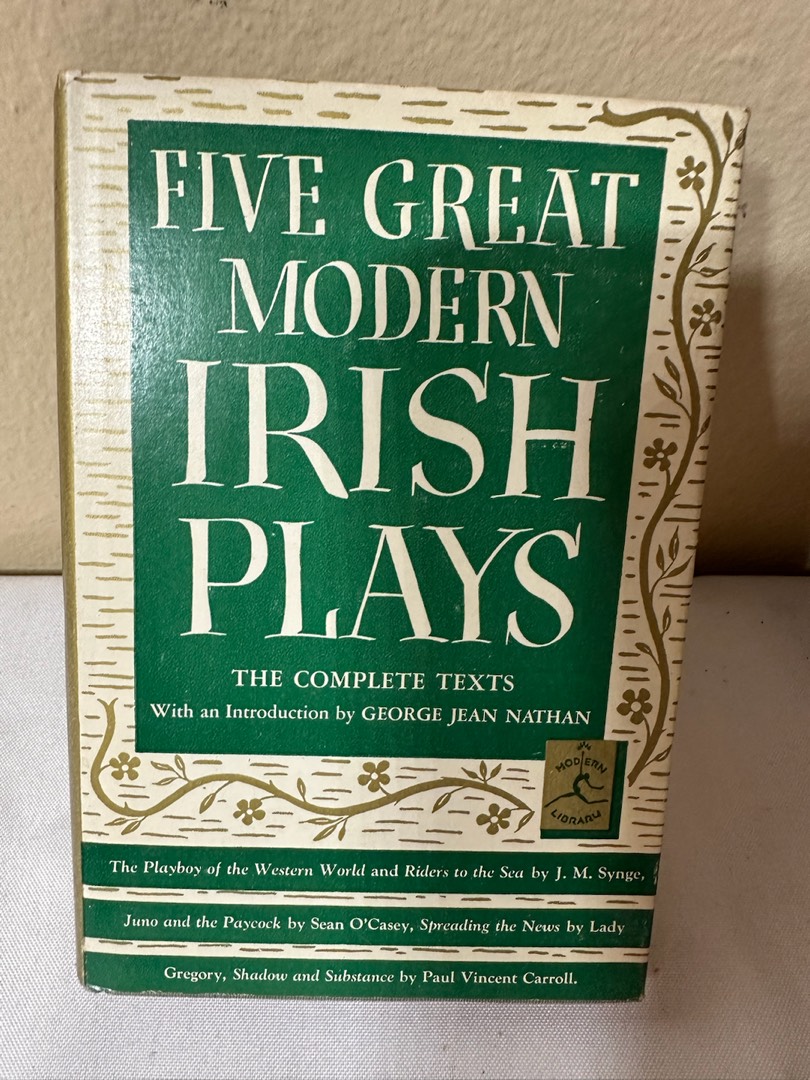 FIVE GREAT
MODERN
IRISH
PLAYS
THE COMPLETE TEXTS
With an Introduction by GEORGE JEAN NATHAN
MODERN
LIBRARY
The Playboy of the Western World and Riders to the Sea by J. M. Synge,
Juno and the Paycock by Sean O'Casey, Spreading the News by Lady
Gregory, Shadow and Substance by Paul Vincent Carroll.